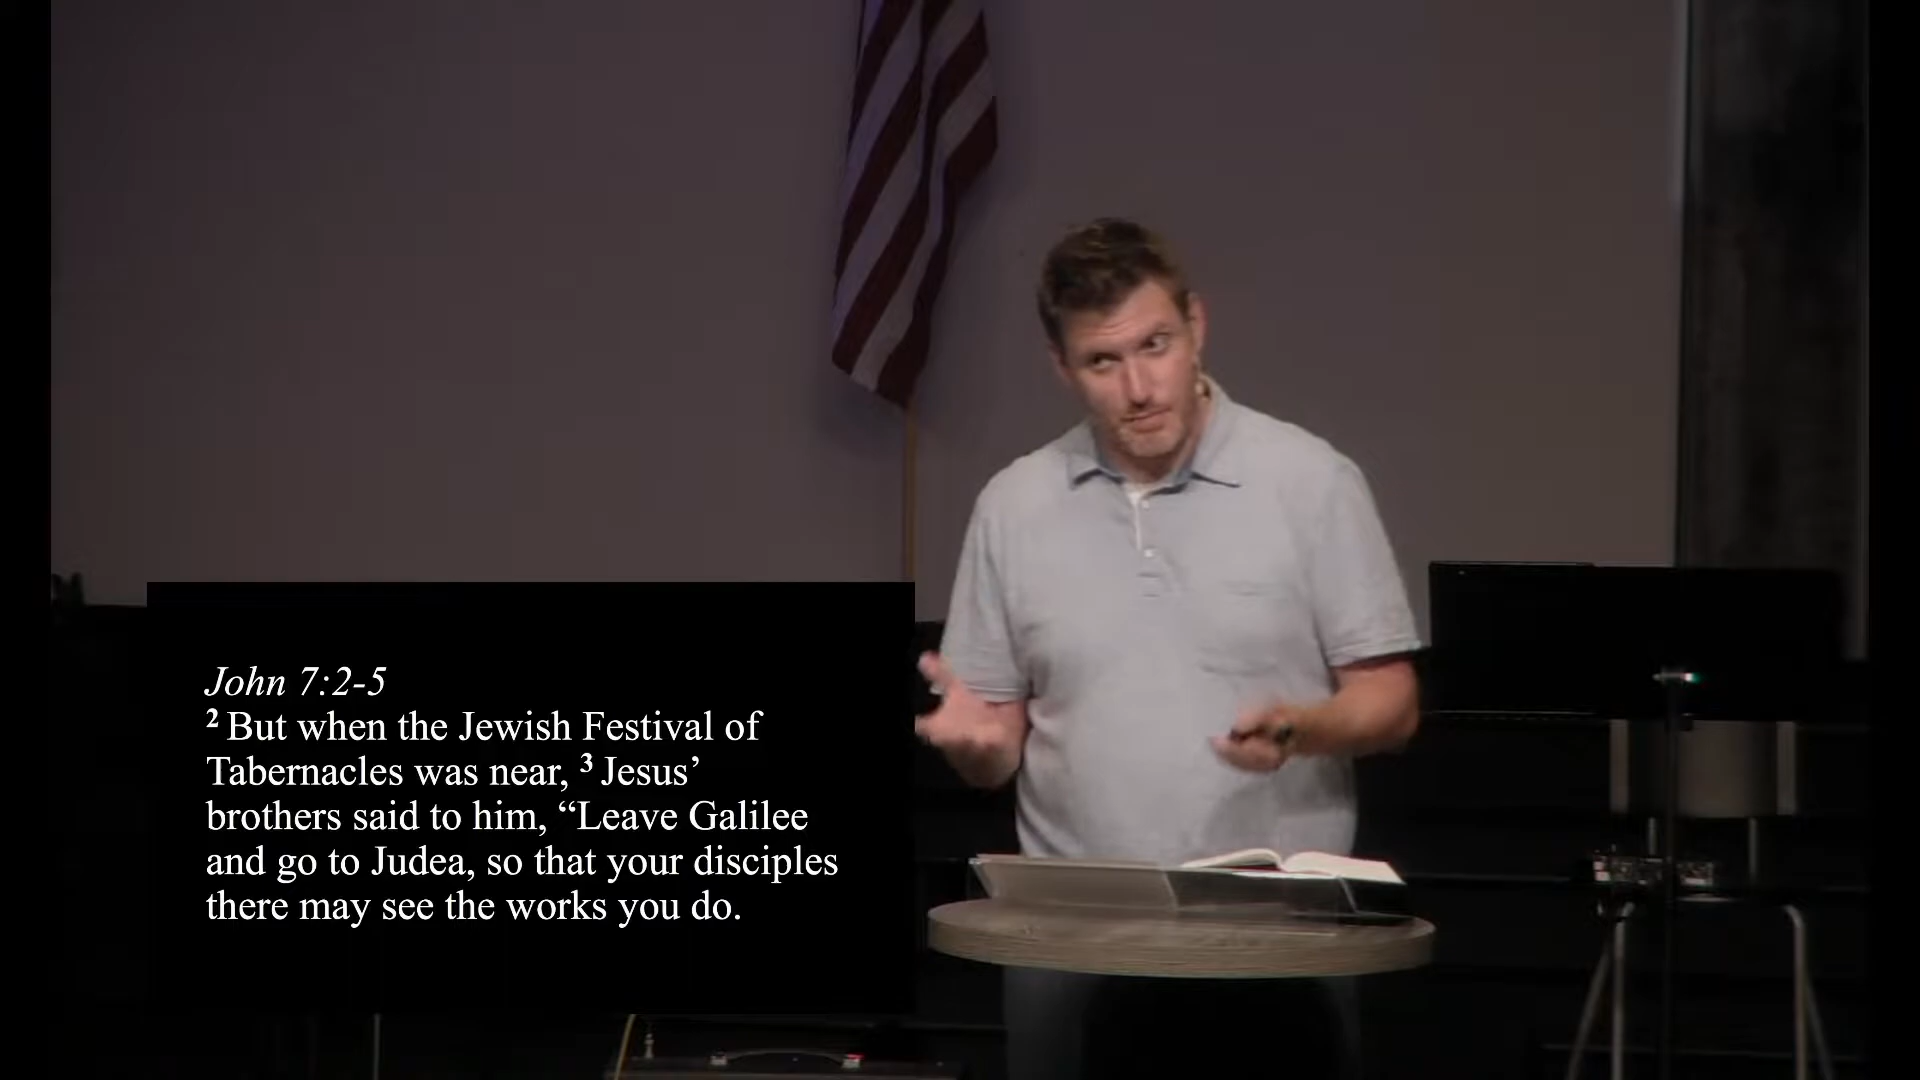 John 7:2-5
2 But when the Jewish Festival of
Tabernacles was near, 3 Jesus’
brothers said to him, “Leave Galilee
and go to Judea, so that your disciples
there may see the works you do.